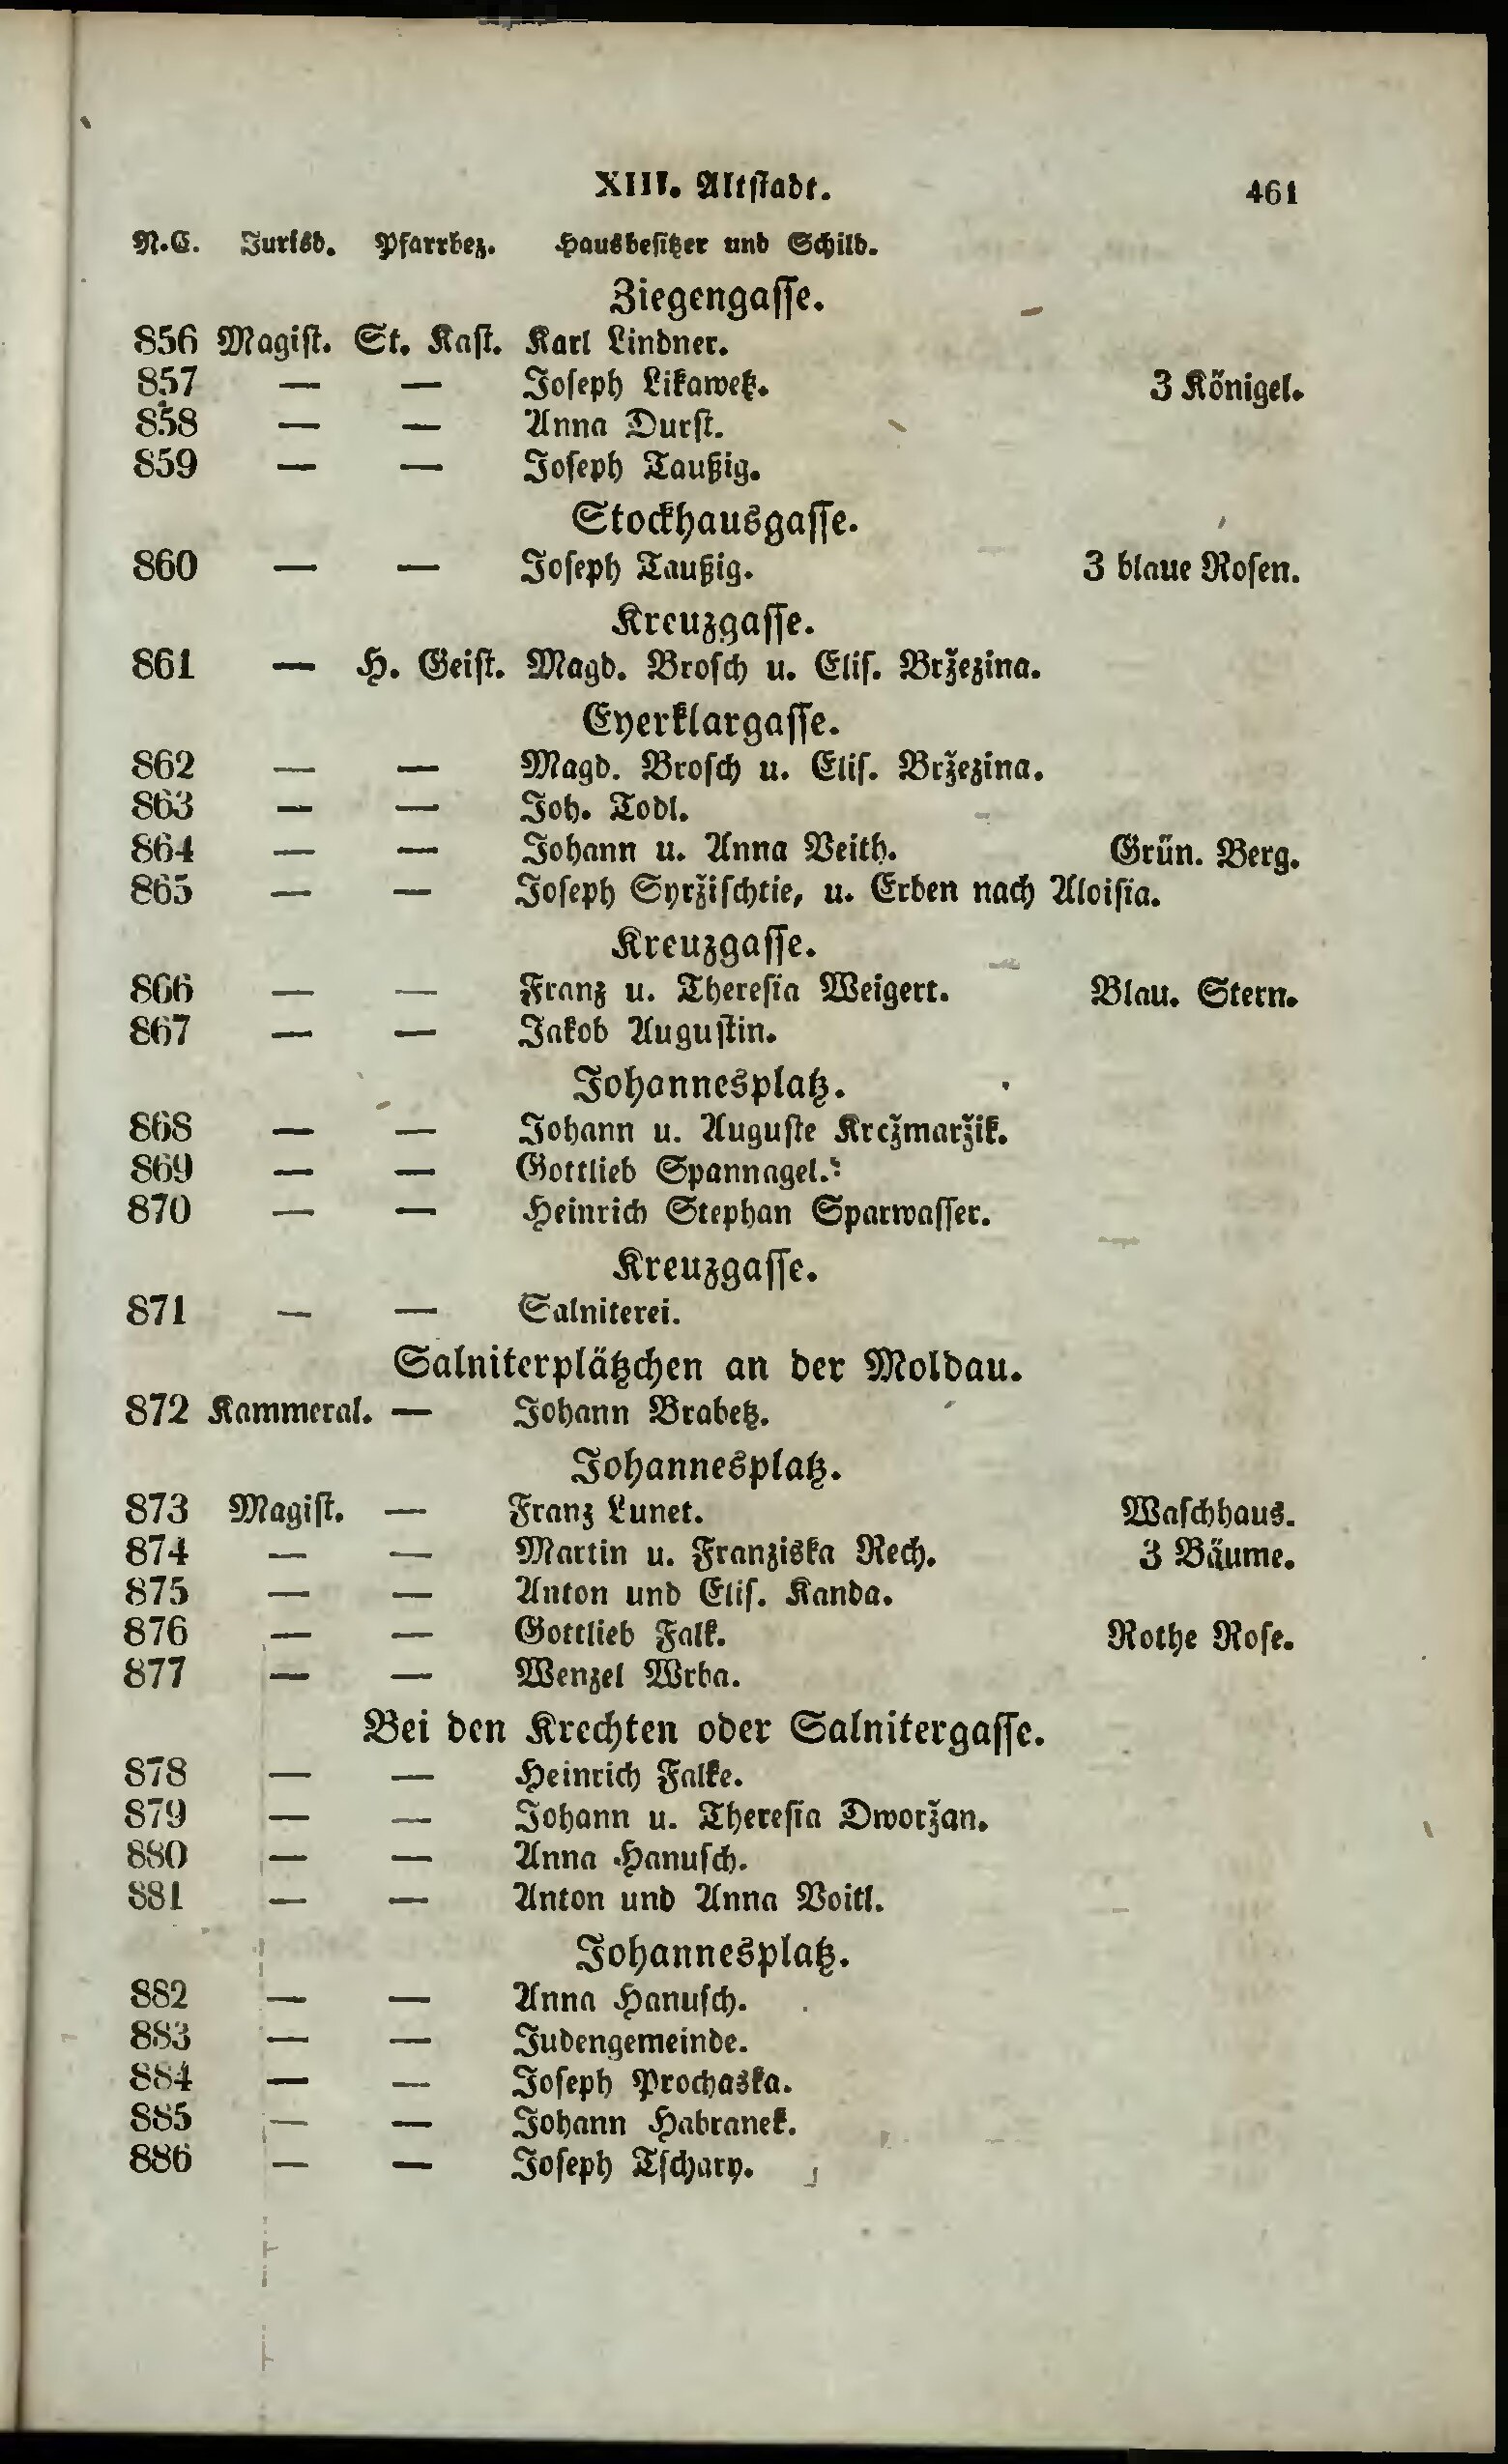 XIII. Altstadt. 461
N.C. Jurisd. Pfarrbez. Hausbesitzer und Schild.
Ziegengasse.
856 Magist. St. Kast. Karl Lindner.
857 — — Joseph Likawetz. 3 Königel.
858 — — Anna Durst.
859 — — Joseph Taußig.
Stockhausgasse.
860 — — Joseph Taußig. 3 blaue Rosen.
Kreuzgasse.
861 — H. Geist. Magd. Brosch u. Elis. Bržezina.
Eyerklargasse.
862 — — Magd. Brosch u. Elis. Bržezina.
863 — — Joh. Todl.
864 — — Johann u. Anna Veith. Grün. Berg.
865 — — Joseph Syržischtie, u. Erben nach Aloisia.
Kreuzgasse.
866 — — Franz u. Theresia Weigert. Blau. Stern.
867 — — Jakob Augustin.
Johannesplatz.
868 — — Johann u. Auguste Krcžmaržik.
869 — — Gottlieb Spannagel.
870 — — Heinrich Stephan Sparwasser.
Kreuzgasse.
871 — — Salniterei.
Salniterplätzchen an der Moldau.
872 Kammeral. — Johann Brabetz.
Johannesplatz.
873 Magist. — Franz Lunet. Waschhaus.
874 — — Martin u. Franziska Rech. 3 Bäume.
875 — — Anton und Elis. Kanda.
876 — — Gottlieb Falk. Rothe Rose.
877 — — Wenzel Wrba.
Bei den Krechten oder Salnitergasse.
878 — — Heinrich Falke.
879 — — Johann u. Theresia Dworžan.
880 — — Anna Hanusch.
881 — — Anton und Anna Voitl.
Johannesplatz.
882 — — Anna Hanusch.
883 — — Judengemeinde.
884 — — Joseph Prochaska.
885 — — Johann Habranek.
886 — — Joseph Tschary.